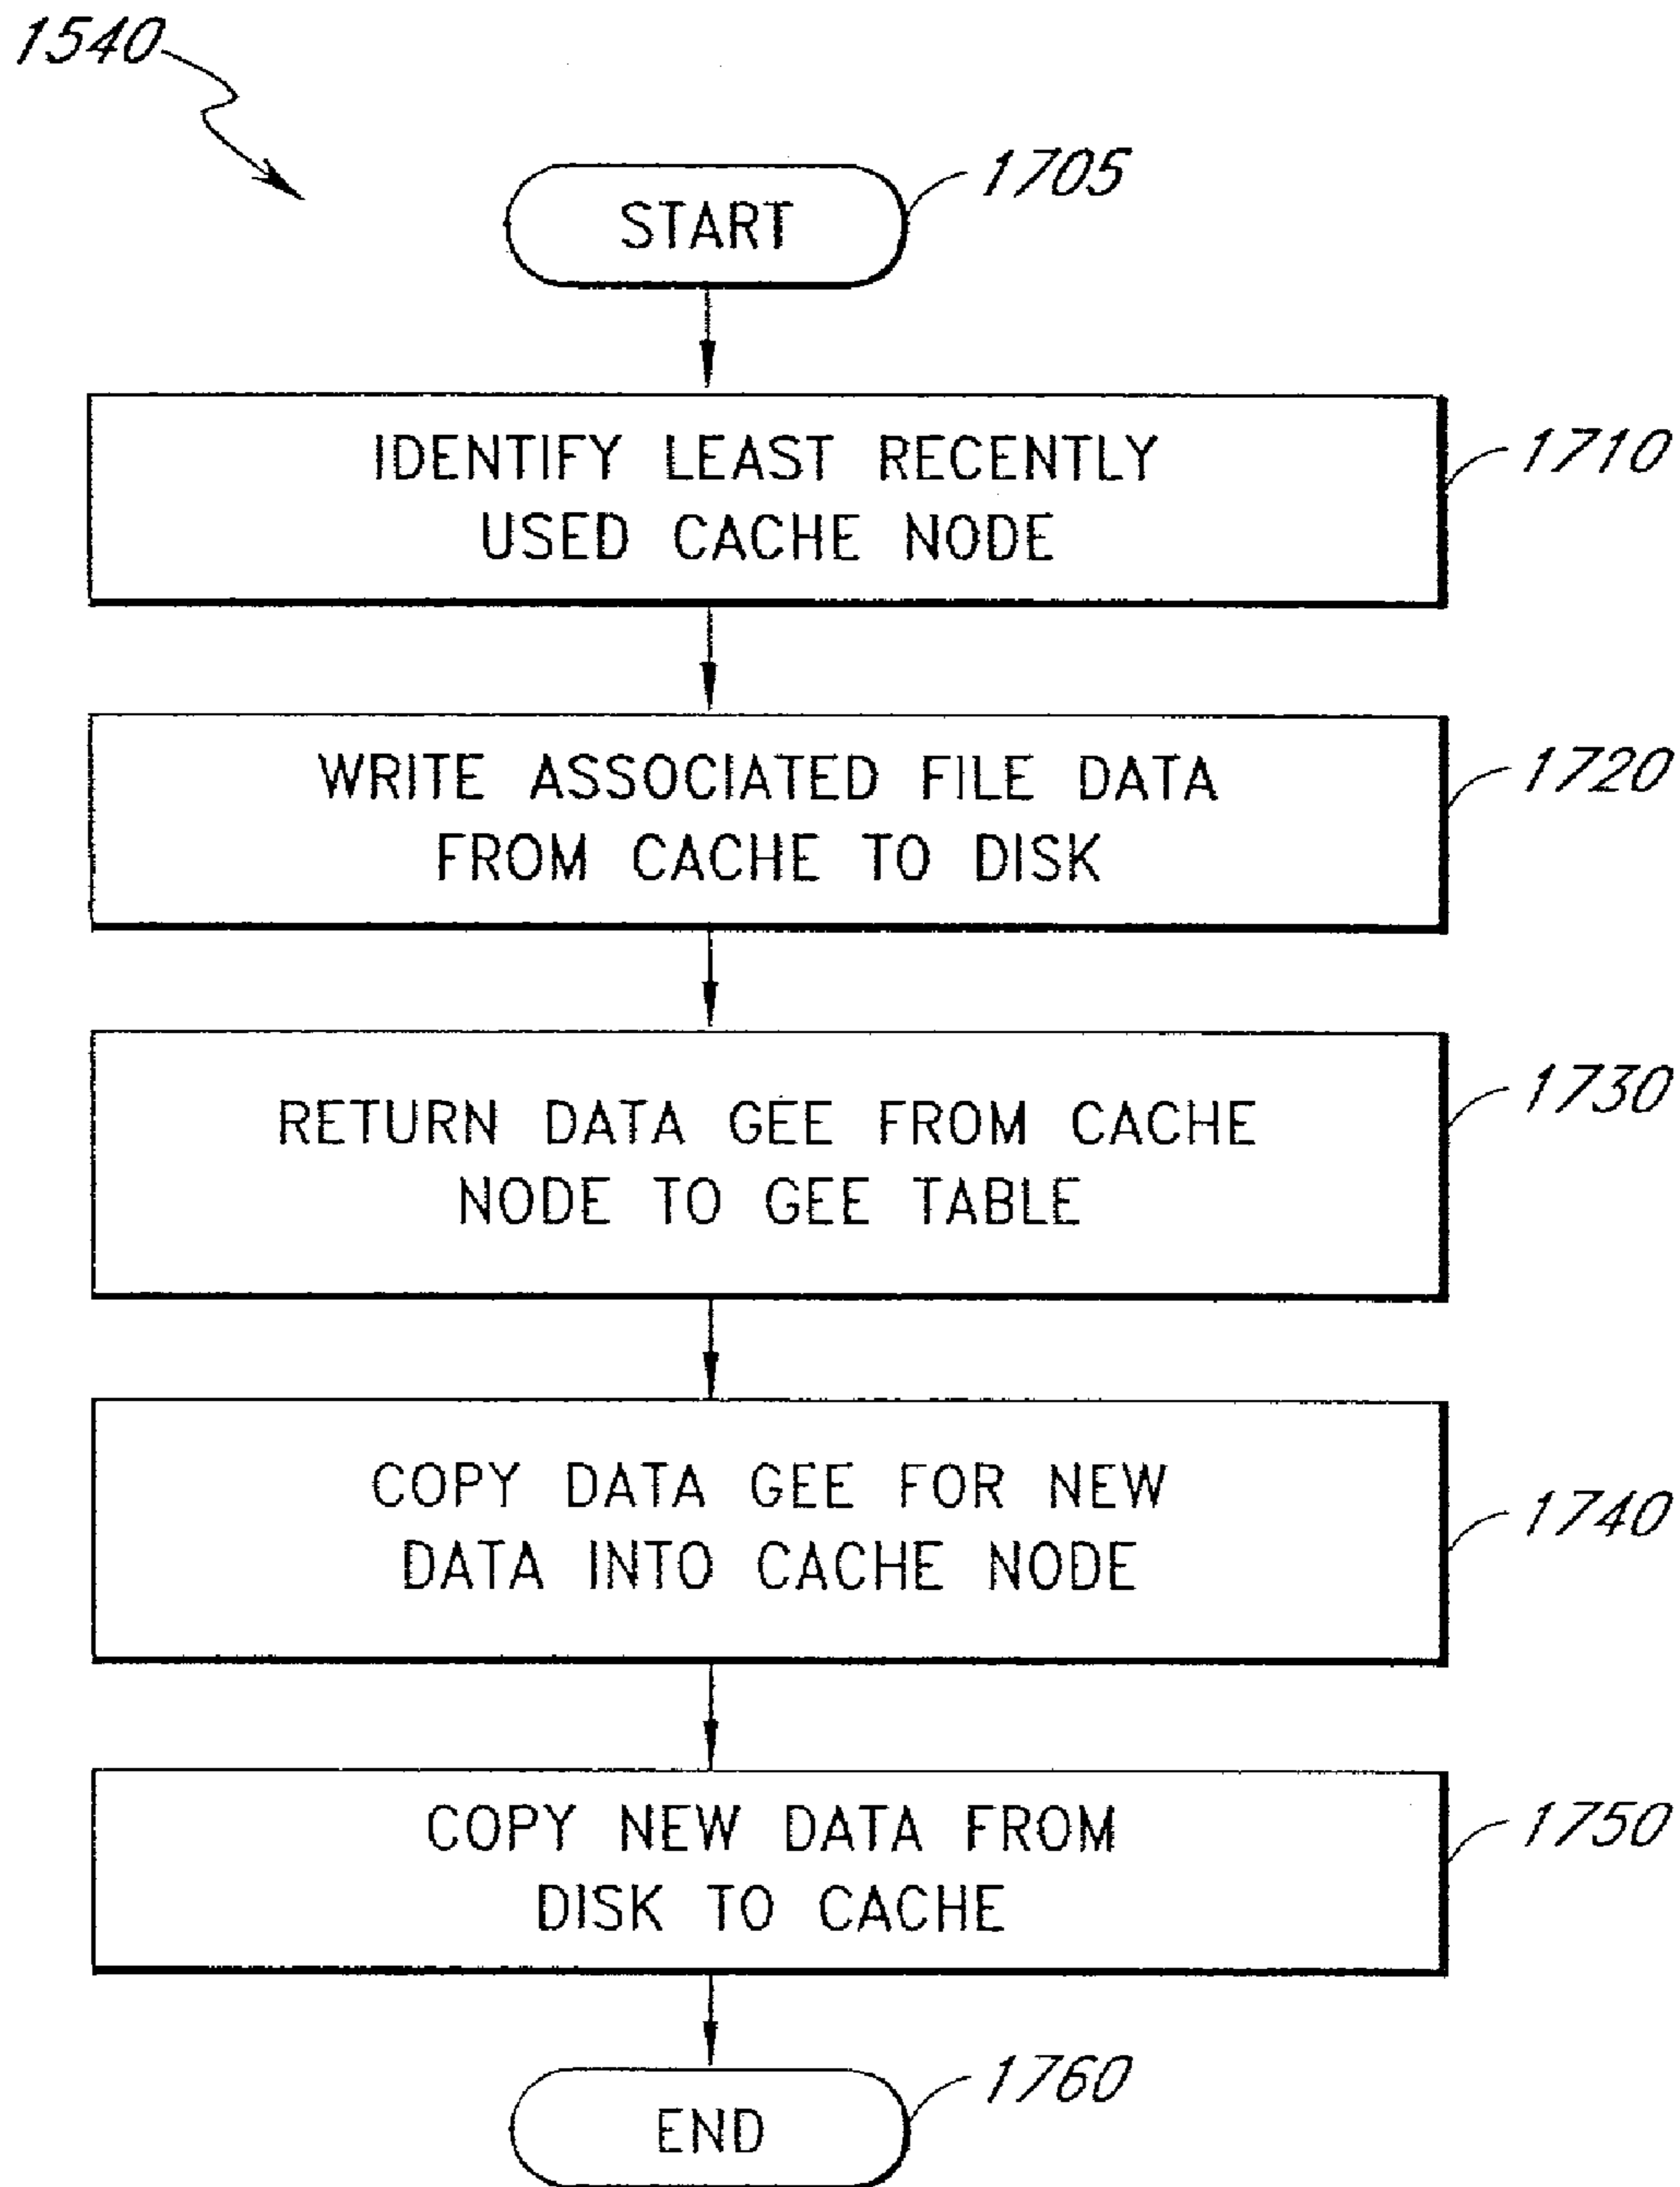 1540
START
1705
IDENTIFY LEAST RECENTLY
USED CACHE NODE
1710
WRITE ASSOCIATED FILE DATA
FROM CACHE TO DISK
1720
RETURN DATA GEE FROM CACHE
NODE TO GEE TABLE
1730
COPY DATA GEE FOR NEW
DATA INTO CACHE NODE
1740
COPY NEW DATA FROM
DISK TO CACHE
1750
END
1760